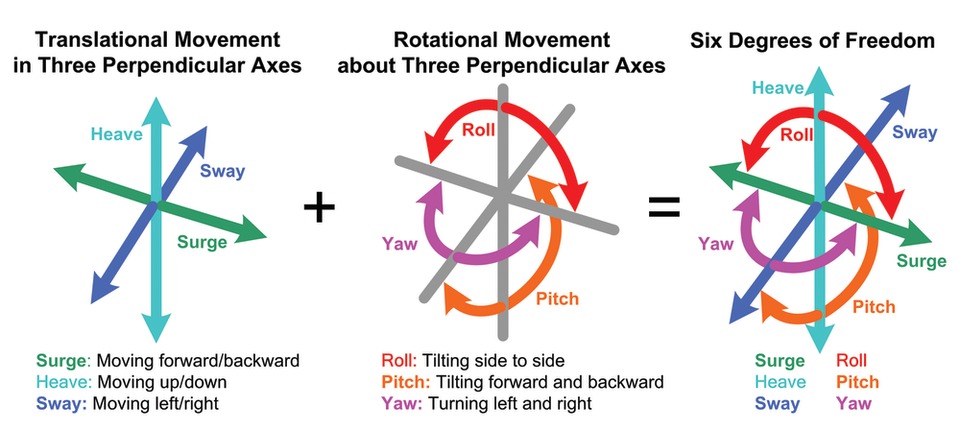 Translational Movement
in Three Perpendicular Axes
Heave
Sway
Surge
Surge: Moving forward/backward
Heave: Moving up/down
Sway: Moving left/right
+
Rotational Movement
about Three Perpendicular Axes
Roll
Yaw
Pitch
Roll: Tilting side to side
Pitch: Tilting forward and backward
Yaw: Turning left and right
=
Six Degrees of Freedom
Heave
Sway
Roll
Yaw
Surge
Pitch
Surge Roll
Heave Pitch
Sway Yaw